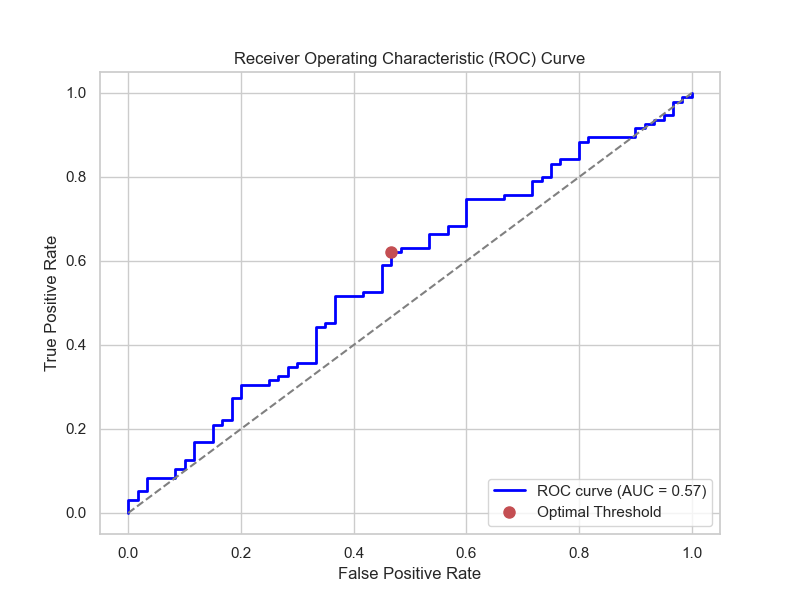 Receiver Operating Characteristic (ROC) Curve
1.0
0.8
0.6
0.4
0.2
0.0
True Positive Rate
0.0 0.2 0.4 0.6 0.8 1.0
False Positive Rate
ROC curve (AUC = 0.57)
Optimal Threshold